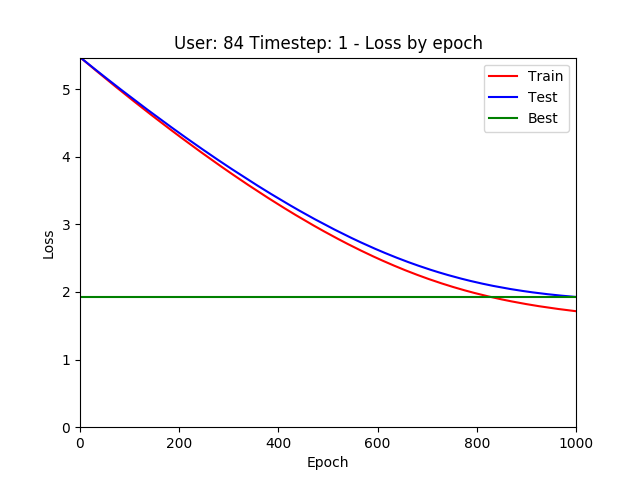 User: 84 Timestep: 1 - Loss by epoch
Train
Test
Best
Loss
5
4
3
2
1
0
0 200 400 600 800 1000
Epoch